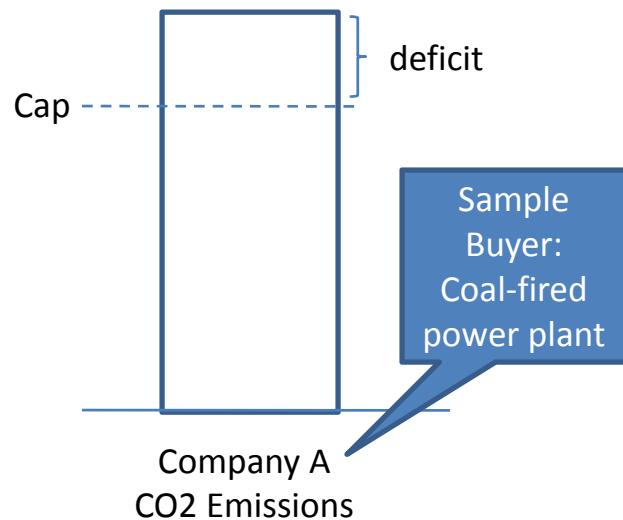 deficit
Cap
Sample
Buyer:
Coal-fired
power plant
Company A
CO2 Emissions